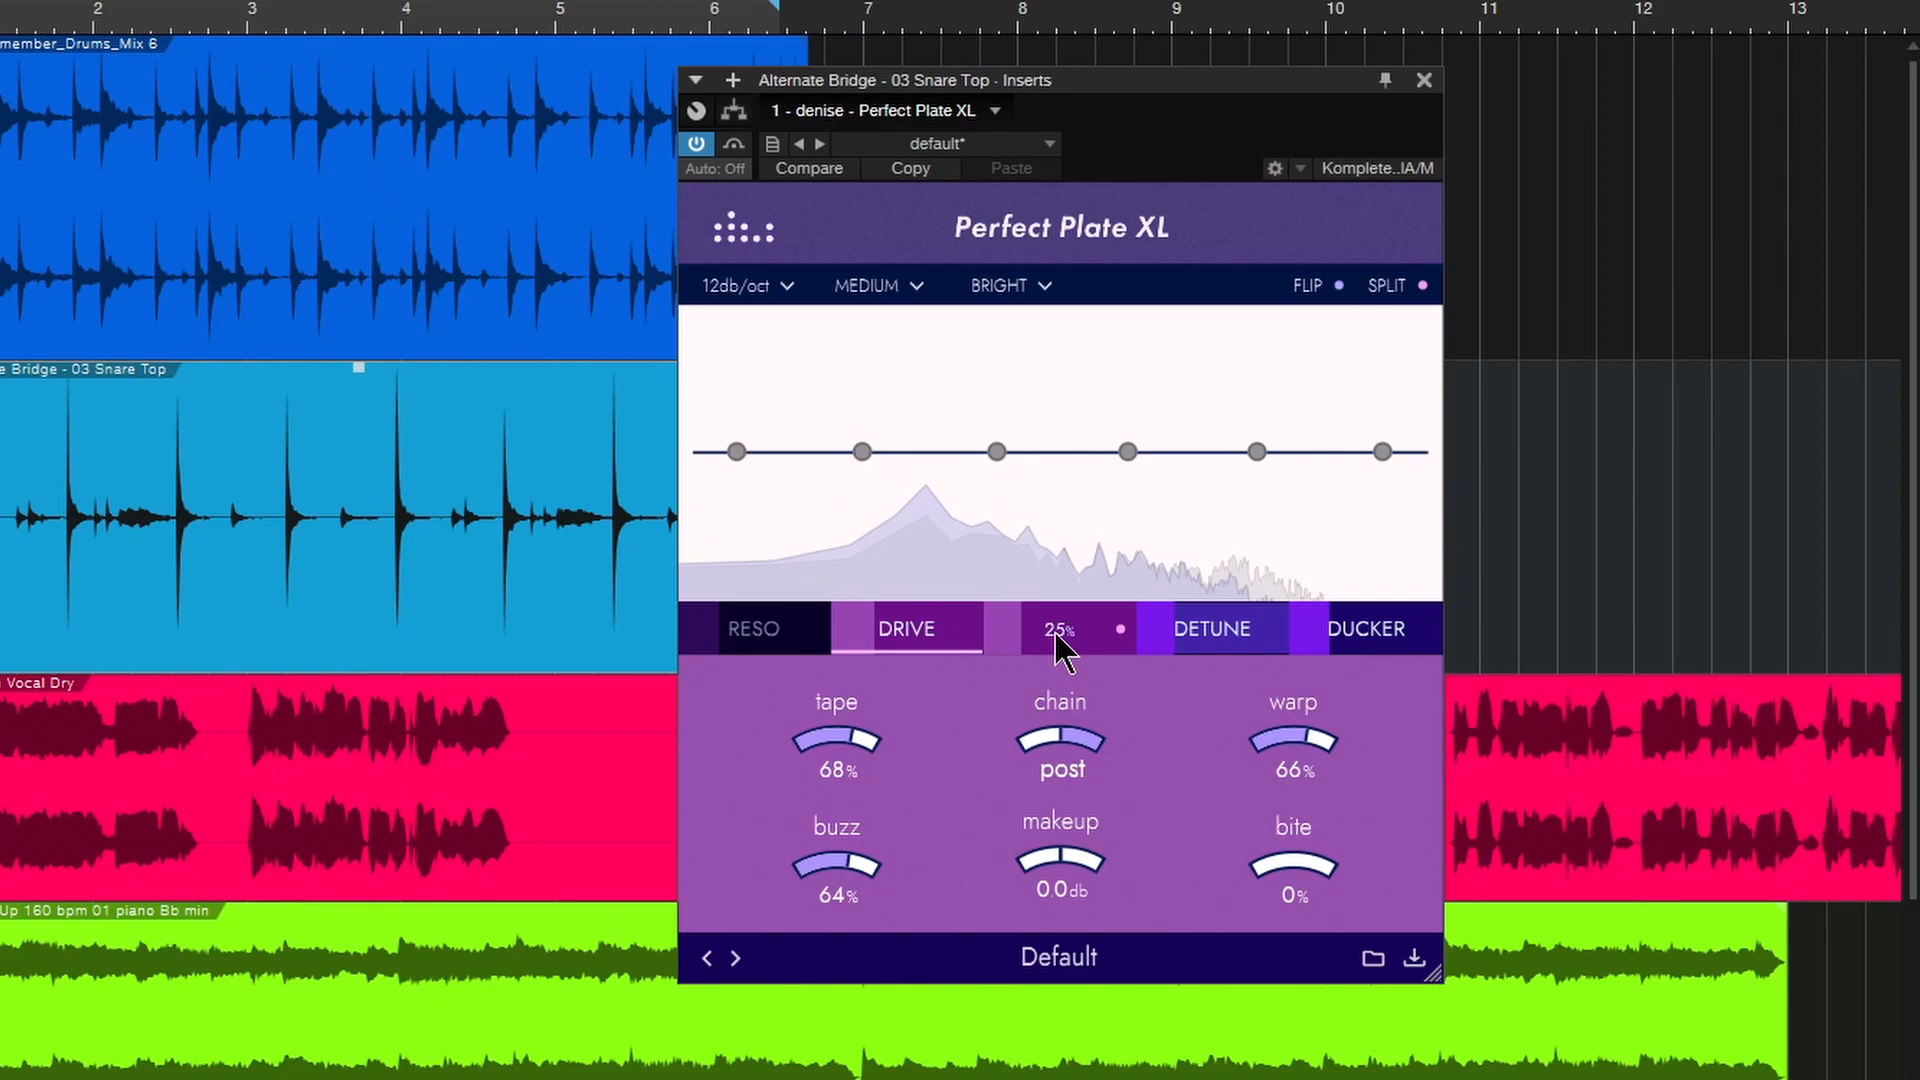 2 3 4 5 6 7 8 9 10 11 12 13
member_Drums_Mix 6
Alternate Bridge - 03 Snare Top - Inserts
1 - denise - Perfect Plate XL
default*
Auto: Off Compare Copy Paste Komplete..IA/M
Perfect Plate XL
12db/oct MEDIUM BRIGHT FLIP SPLIT
e Bridge - 03 Snare Top
RESO DRIVE 25% DETUNE DUCKER
Vocal Dry
tape chain warp
68% post 66%
buzz makeup bite
64% 0.0db 0%
Up 160 bpm 01 piano Bb min
Default